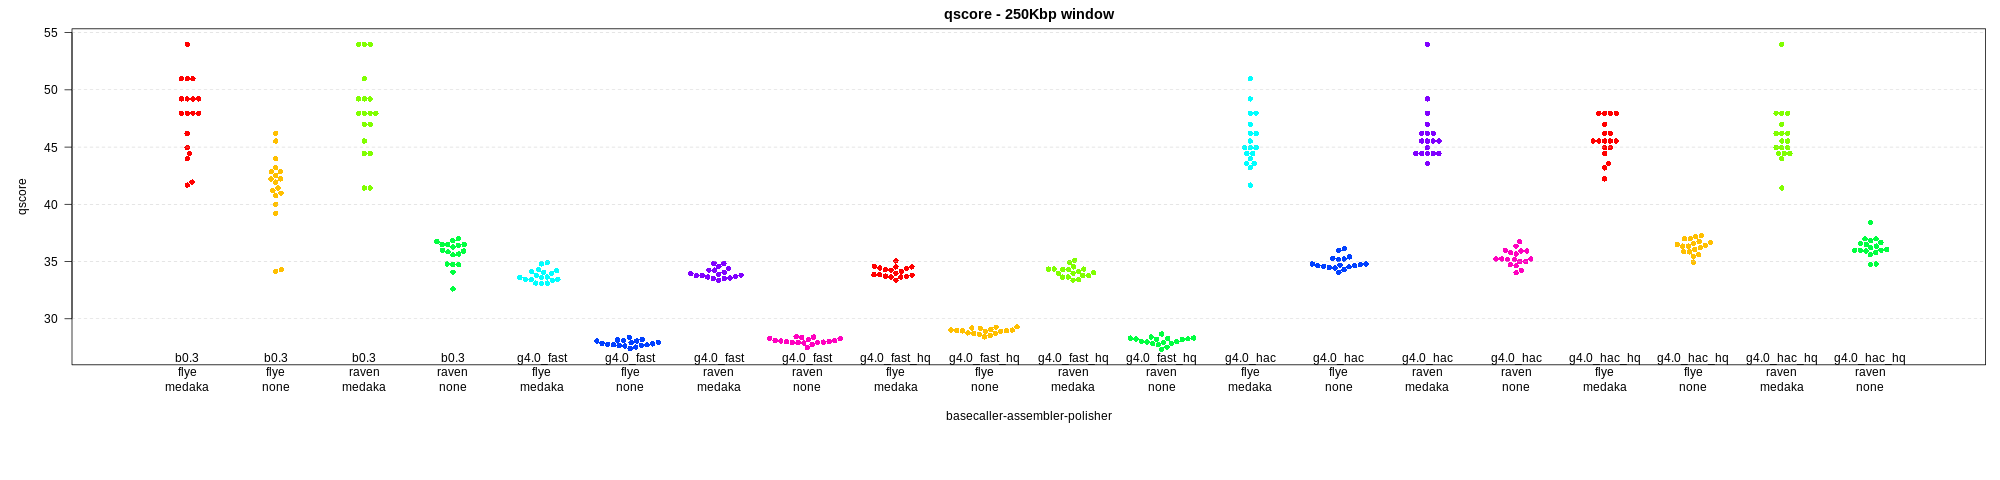 qscore - 250Kbp window
55
50
45
40
35
30
qscore
b0.3 b0.3 b0.3 b0.3 g4.0_fast g4.0_fast g4.0_fast g4.0_fast g4.0_fast_hq g4.0_fast_hq g4.0_fast_hq g4.0_fast_hq g4.0_hac g4.0_hac g4.0_hac g4.0_hac g4.0_hac_hq g4.0_hac_hq g4.0_hac_hq g4.0_hac_hq
flye flye raven raven flye flye raven raven flye flye raven raven flye flye raven raven flye flye raven raven
medaka none medaka none medaka none medaka none medaka none medaka none medaka none medaka none medaka none medaka none
basecaller-assembler-polisher